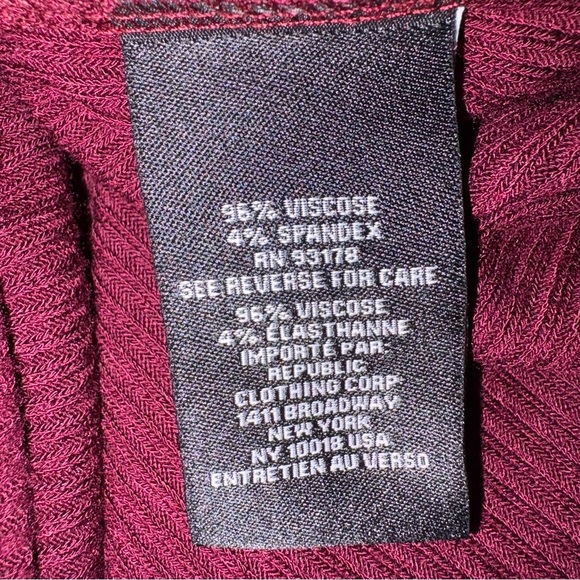 96% VISCOSE
4% SPANDEX
RN 93178
SEE REVERSE FOR CARE
96% VISCOSE
4% ÉLASTHANNE
IMPORTÉ PAR
REPUBLIC
CLOTHING CORP
1411 BROADWAY
NEW YORK
NY 10018 USA
ENTRETIEN AU VERSO